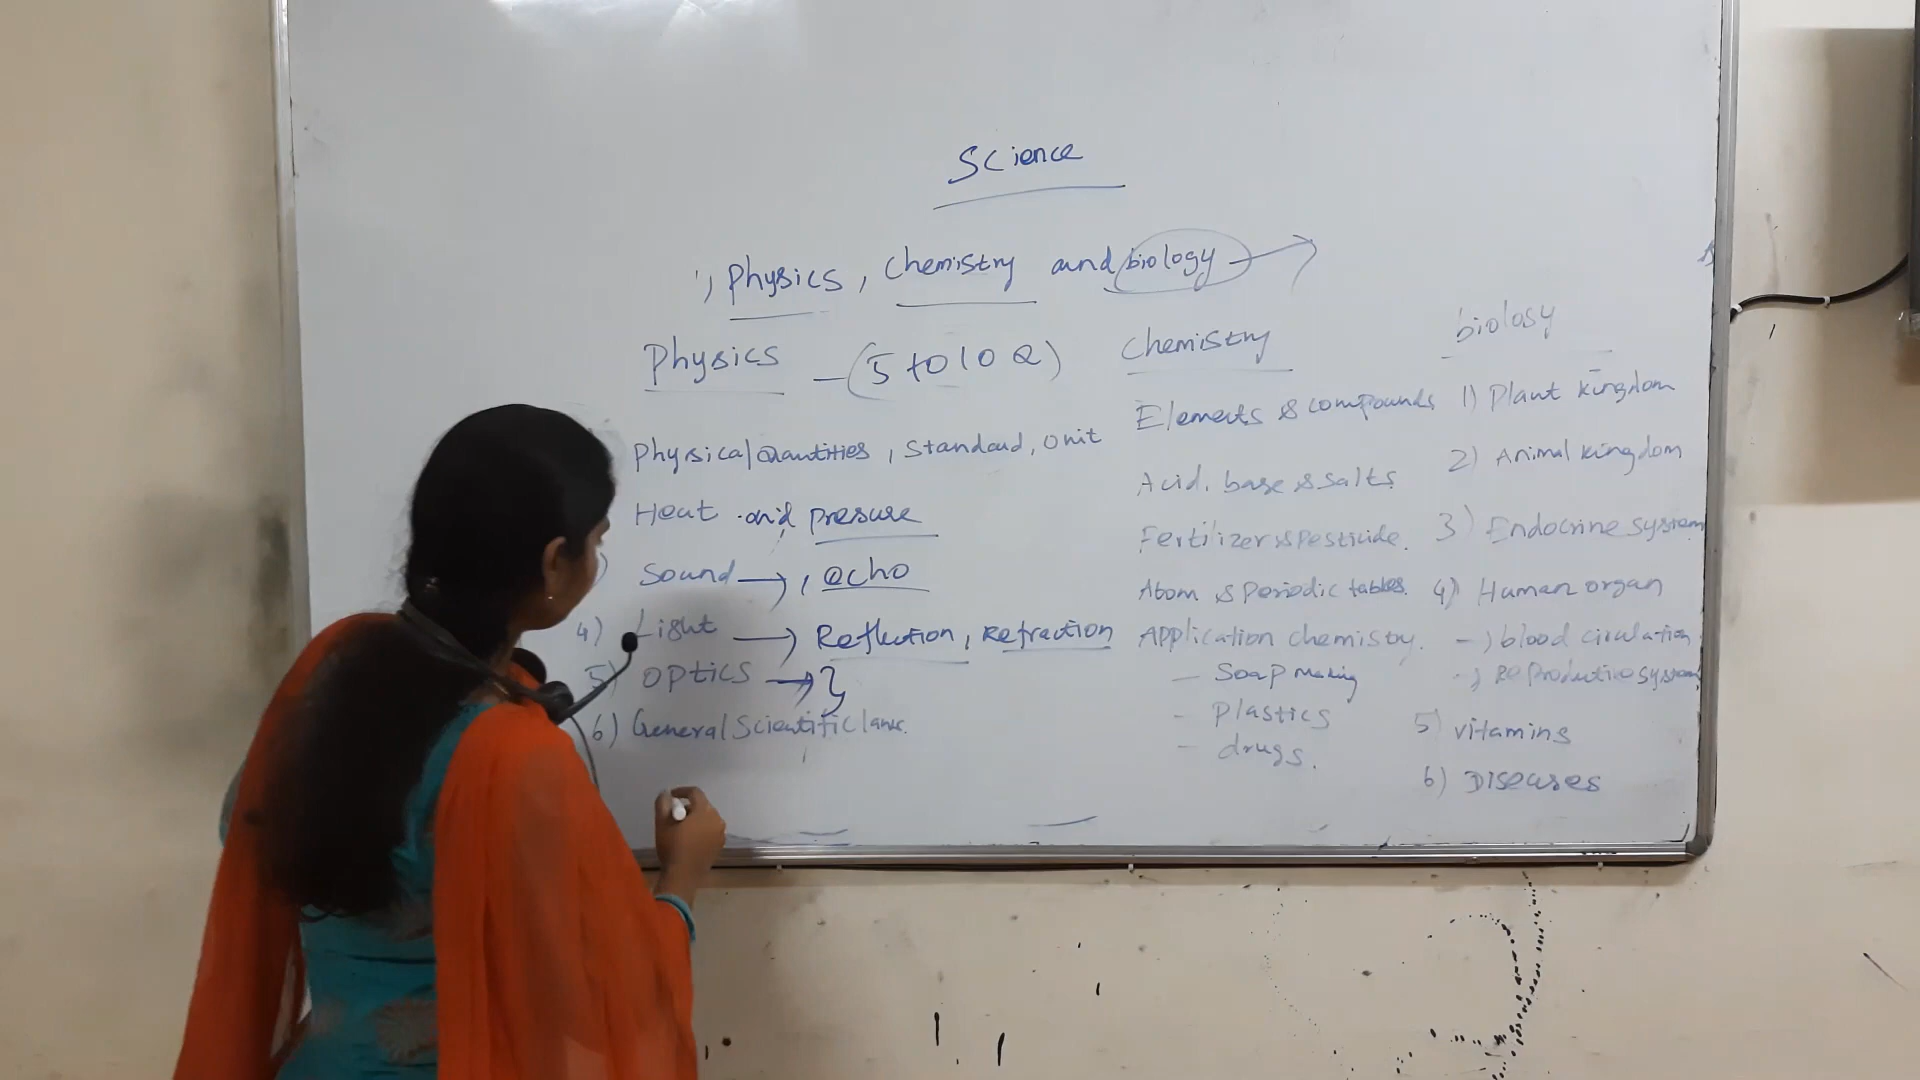 Science
Physics, Chemistry and biology
Physics - (5 to 10 Q)
Physical Quantities, Standard, Unit
Heat and presure
Sound → , echo
4) Light → Reflection, Refraction
5) optics →
6) General Scientific laws.
Chemistry
Elements & compounds
Acid, base & salts
Fertilizer & Pesticide.
Atom & Periodic tables.
Application chemistry.
- Soap making
- Plastics
- drugs.
biology
1) Plant kingdom
2) Animal kingdom
3) Endocrine system
4) Human organ
-) blood circulation
-) Reproductive system
5) vitamins
6) Diseases